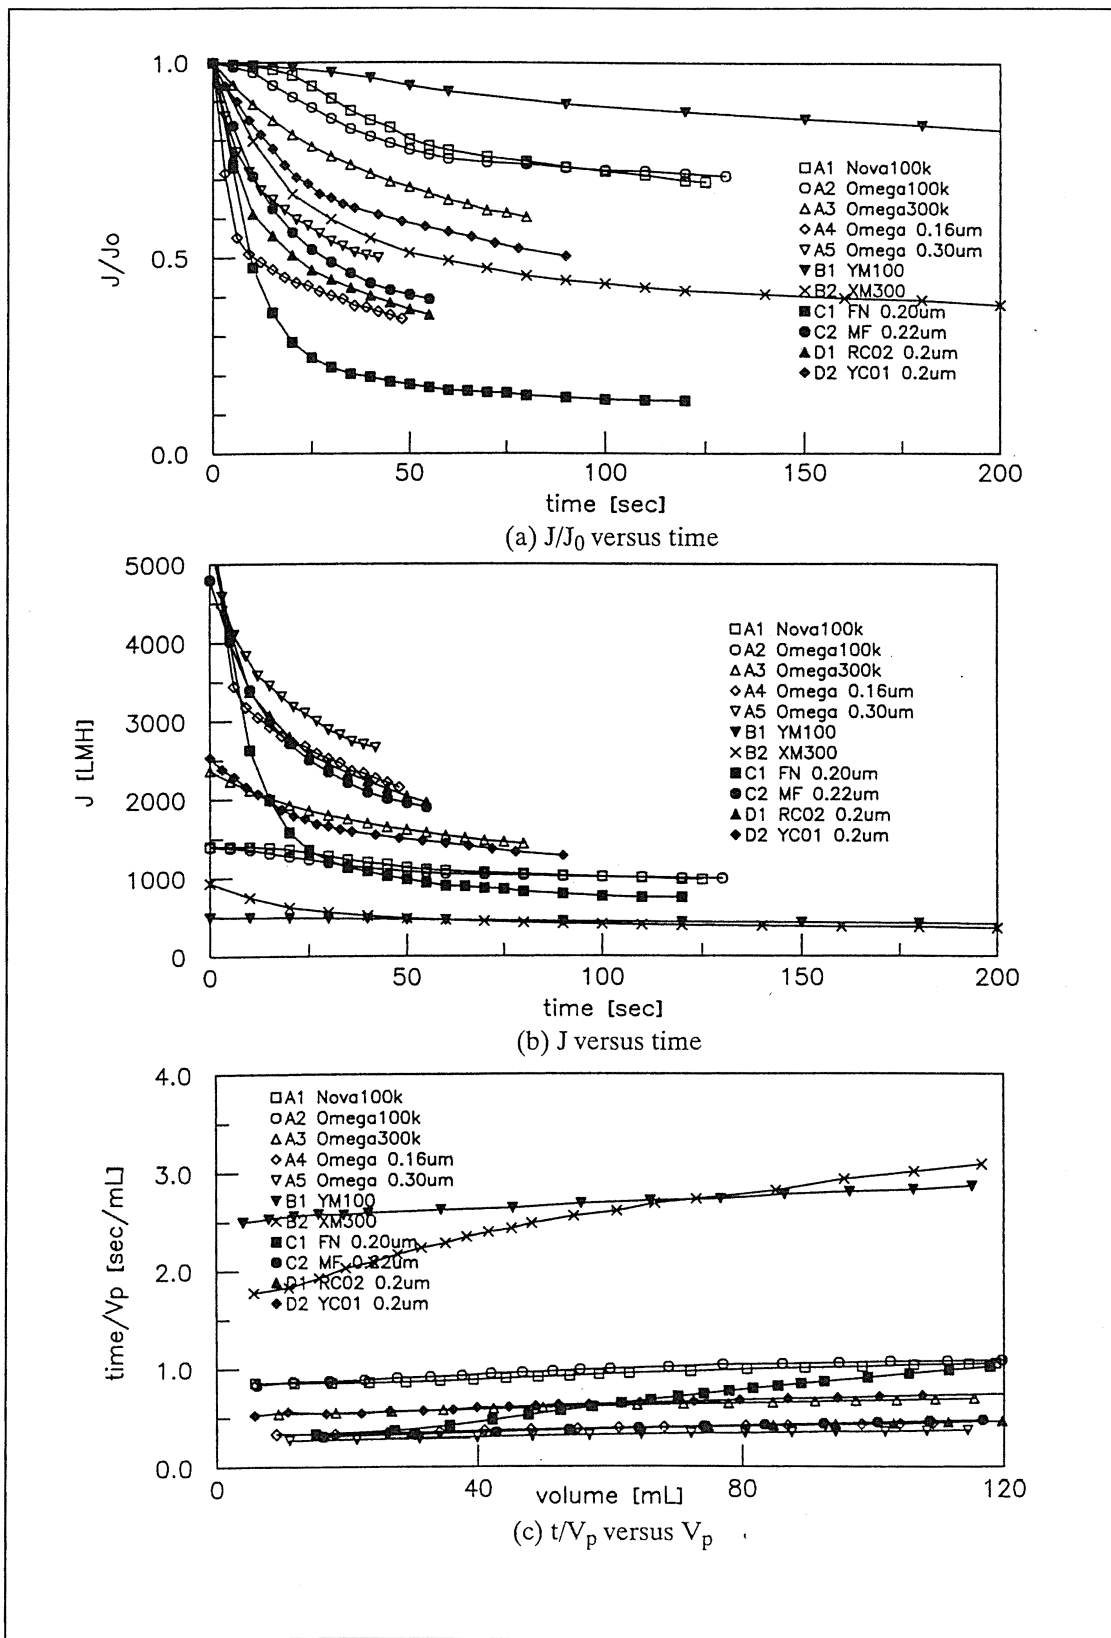 1.0
0.5
0.0
J/Jo
A1 Nova100k
A2 Omega100k
A3 Omega300k
A4 Omega 0.16um
A5 Omega 0.30um
B1 YM100
B2 XM300
C1 FN 0.20um
C2 MF 0.22um
D1 RC02 0.2um
D2 YC01 0.2um
0 50 100 150 200
time [sec]
(a) J/J0 versus time
5000
4000
3000
2000
1000
0
J [LMH]
A1 Nova100k
A2 Omega100k
A3 Omega300k
A4 Omega 0.16um
A5 Omega 0.30um
B1 YM100
B2 XM300
C1 FN 0.20um
C2 MF 0.22um
D1 RC02 0.2um
D2 YC01 0.2um
0 50 100 150 200
time [sec]
(b) J versus time
4.0
3.0
2.0
1.0
0.0
time/Vp [sec/mL]
A1 Nova100k
A2 Omega100k
A3 Omega300k
A4 Omega 0.16um
A5 Omega 0.30um
B1 YM100
B2 XM300
C1 FN 0.20um
C2 MF 0.22um
D1 RC02 0.2um
D2 YC01 0.2um
0 40 80 120
volume [mL]
(c) t/Vp versus Vp